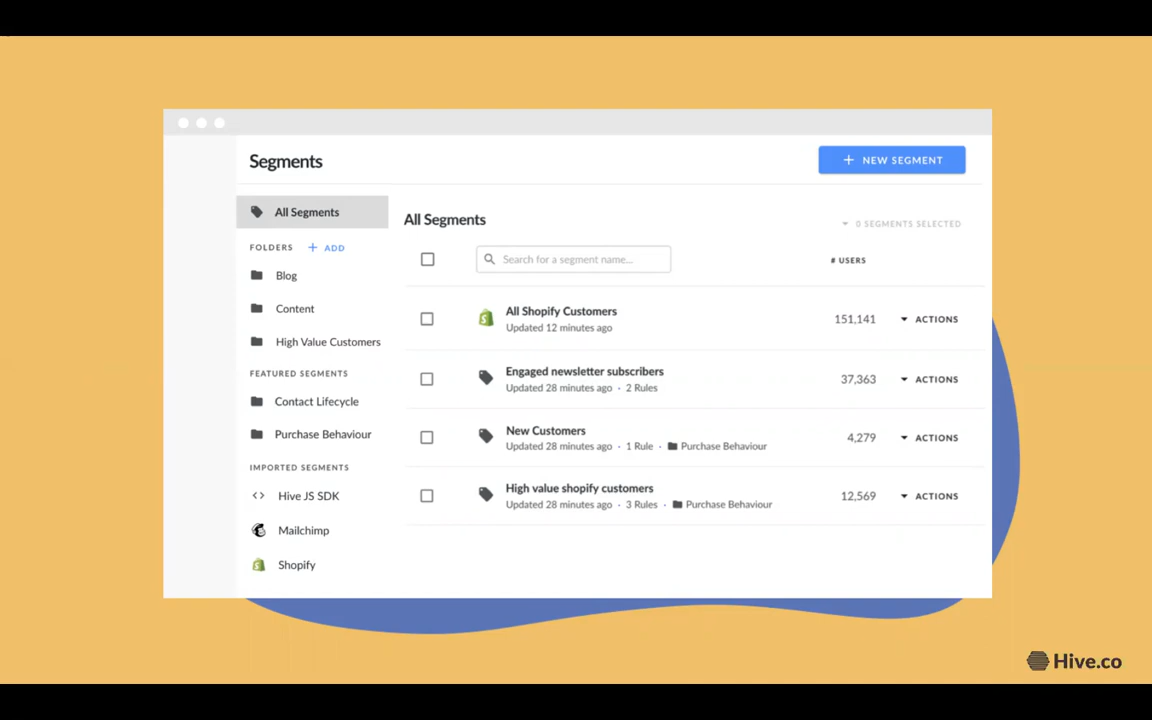 Segments
+ NEW SEGMENT
All Segments
FOLDERS + ADD
Blog
Content
High Value Customers
FEATURED SEGMENTS
Contact Lifecycle
Purchase Behaviour
IMPORTED SEGMENTS
Hive JS SDK
Mailchimp
Shopify
All Segments
0 SEGMENTS SELECTED
Search for a segment name...
# USERS
All Shopify Customers
Updated 12 minutes ago
151,141
ACTIONS
Engaged newsletter subscribers
Updated 28 minutes ago · 2 Rules
37,363
ACTIONS
New Customers
Updated 28 minutes ago · 1 Rule · Purchase Behaviour
4,279
ACTIONS
High value shopify customers
Updated 28 minutes ago · 3 Rules · Purchase Behaviour
12,569
ACTIONS
Hive.co